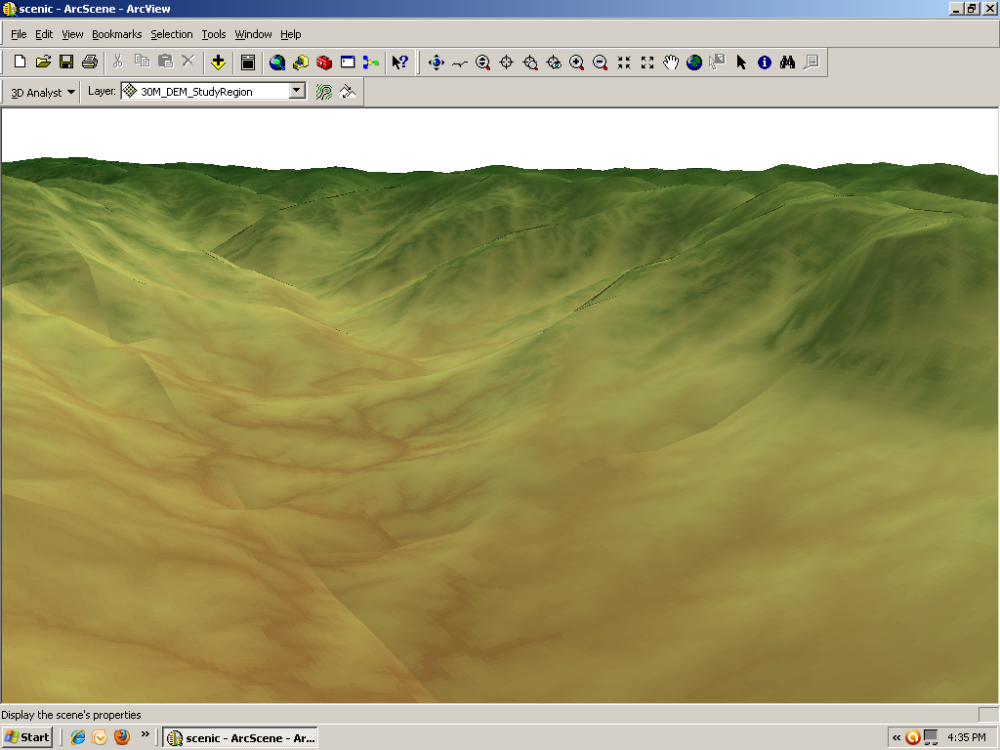 scenic - ArcScene - ArcView
File Edit View Bookmarks Selection Tools Window Help
3D Analyst Layer: 30M_DEM_StudyRegion
Display the scene's properties
Start scenic - ArcScene - Ar... 4:35 PM